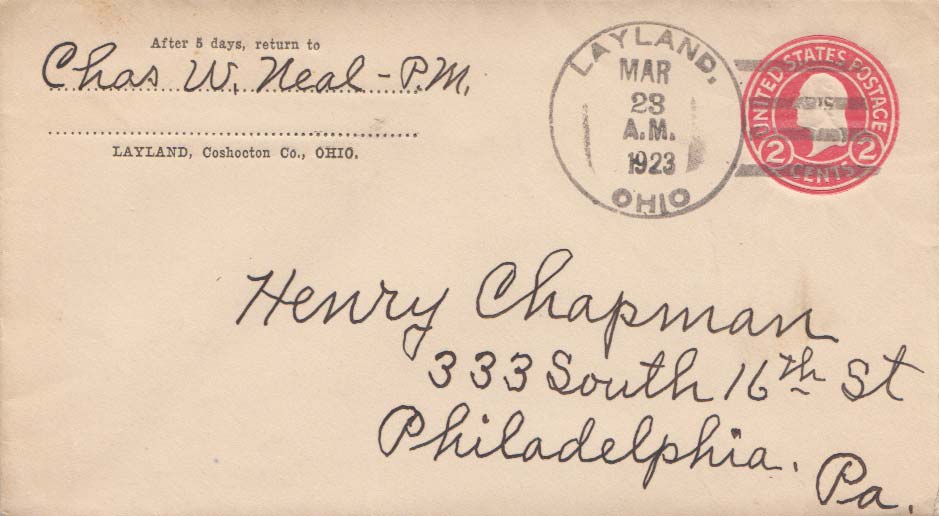 After 5 days, return to
Chas W. Neal - P.M.
LAYLAND, Coshocton Co., OHIO.
LAYLAND.
MAR
23
A.M.
1923
OHIO
UNITED STATES POSTAGE
2 CENTS 2
Henry Chapman
333 South 16th St
Philadelphia.
Pa.